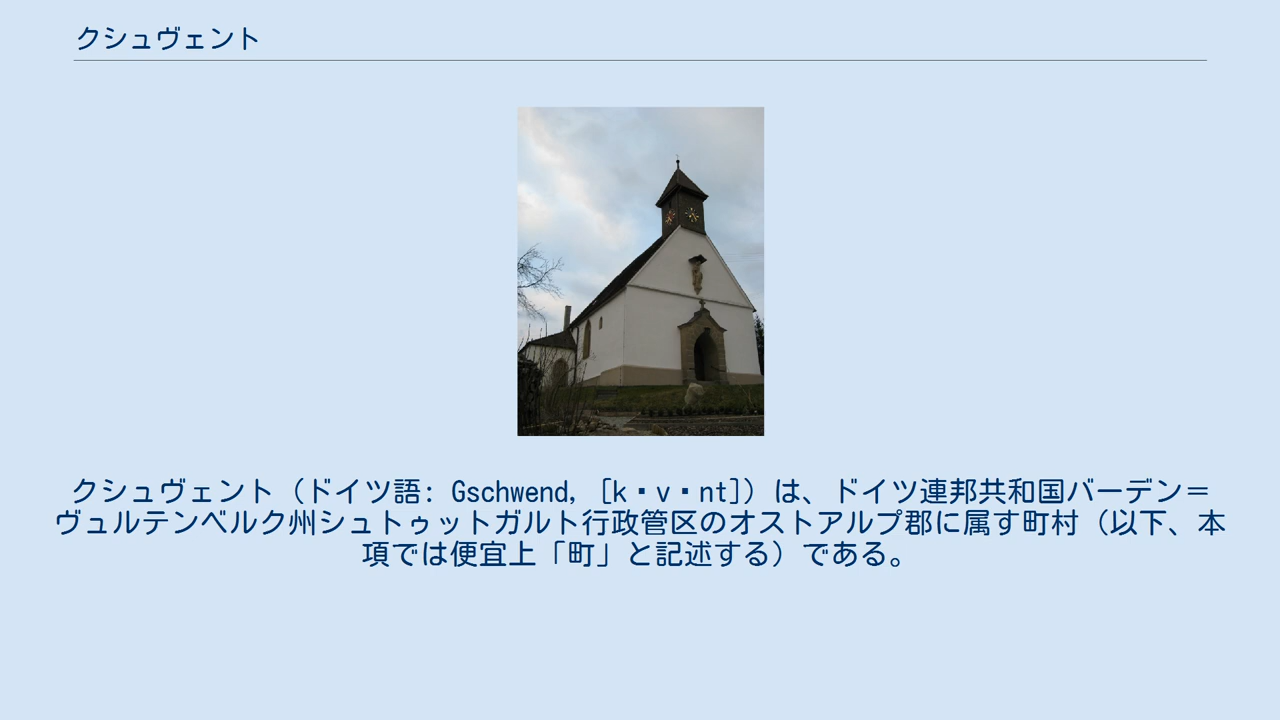 クシュヴェント
クシュヴェント（ドイツ語: Gschwend, [k▪v▪nt]）は、ドイツ連邦共和国バーデン＝
ヴュルテンベルク州シュトゥットガルト行政管区のオストアルプ郡に属す町村（以下、本
項では便宜上「町」と記述する）である。